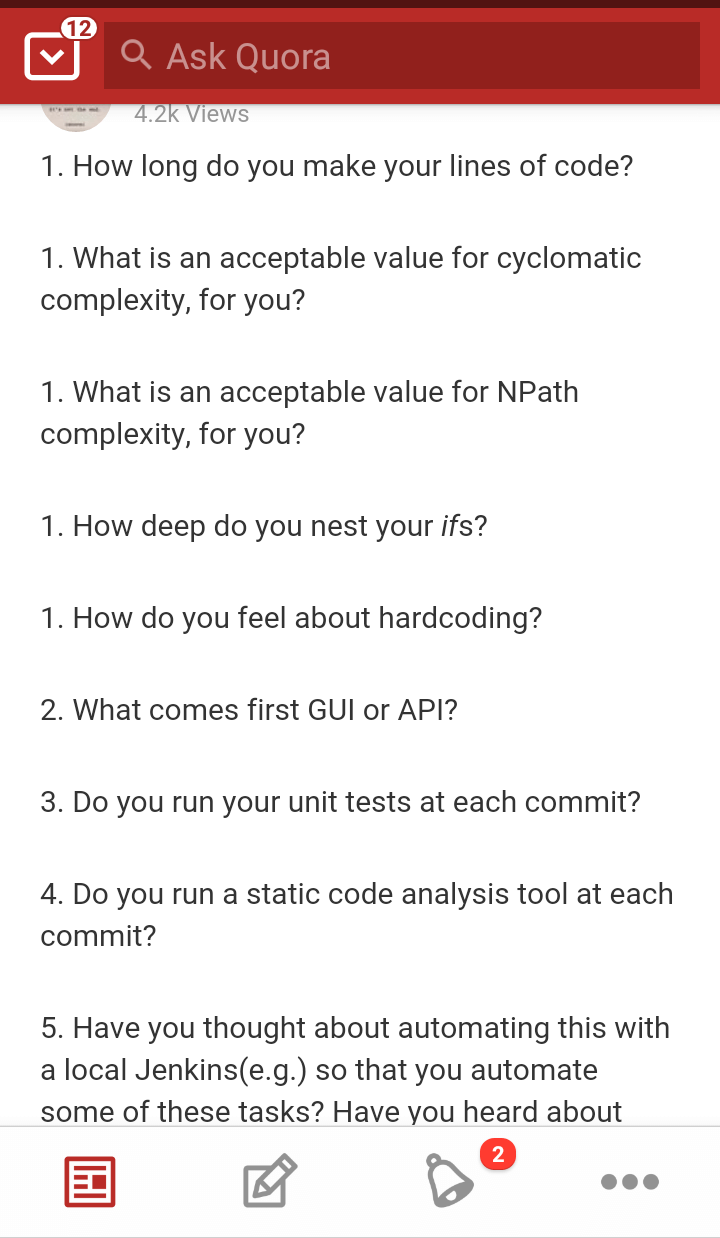 12
Ask Quora
4.2k Views
1. How long do you make your lines of code?
1. What is an acceptable value for cyclomatic
complexity, for you?
1. What is an acceptable value for NPath
complexity, for you?
1. How deep do you nest your ifs?
1. How do you feel about hardcoding?
2. What comes first GUI or API?
3. Do you run your unit tests at each commit?
4. Do you run a static code analysis tool at each
commit?
5. Have you thought about automating this with
a local Jenkins(e.g.) so that you automate
some of these tasks? Have you heard about
2